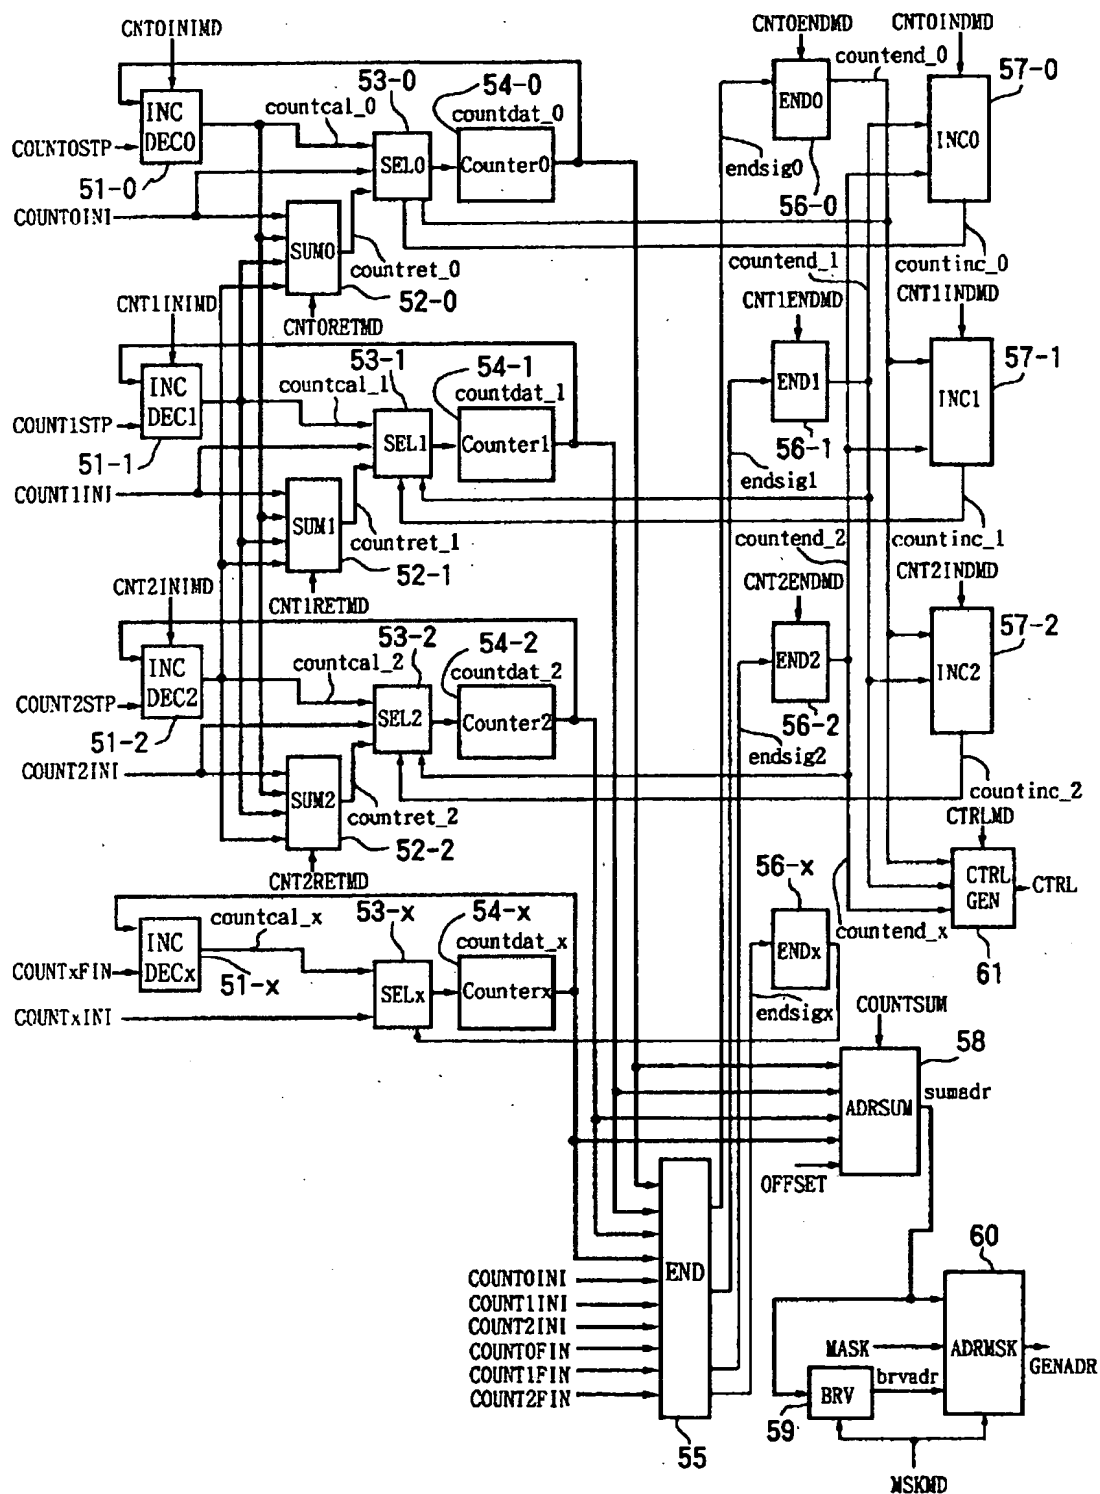 CNT0INIMD
INC
DEC0
COUNT0STP
51-0
COUNT0INI
countcal_0
53-0
SEL0
54-0
countdat_0
Counter0
SUM0
countret_0
52-0
CNT0RETMD
CNT0ENDMD
END0
countend_0
CNT0INDMD
57-0
INC0
endsig0
56-0
countend_1
countinc_0
CNT1INIMD
INC
DEC1
COUNT1STP
51-1
COUNT1INI
countcal_1
53-1
SEL1
54-1
countdat_1
Counter1
SUM1
countret_1
52-1
CNT1RETMD
CNT1ENDMD
END1
CNT1INDMD
57-1
INC1
56-1
endsig1
countend_2
countinc_1
CNT2INIMD
INC
DEC2
COUNT2STP
51-2
COUNT2INI
countcal_2
53-2
SEL2
54-2
countdat_2
Counter2
SUM2
countret_2
52-2
CNT2RETMD
CNT2ENDMD
END2
CNT2INDMD
57-2
INC2
56-2
endsig2
countinc_2
CTRLMD
CTRL
GEN
CTRL
61
INC
DECx
COUNTxFIN
51-x
COUNTxINI
countcal_x
53-x
SELx
54-x
countdat_x
Counterx
56-x
ENDx
countend_x
endsigx
COUNTSUM
58
ADRSUM
sumadr
OFFSET
END
COUNT0INI
COUNT1INI
COUNT2INI
COUNT0FIN
COUNT1FIN
COUNT2FIN
55
60
MASK
ADRMSK
GENADR
brvadr
BRV
59
MSKMD